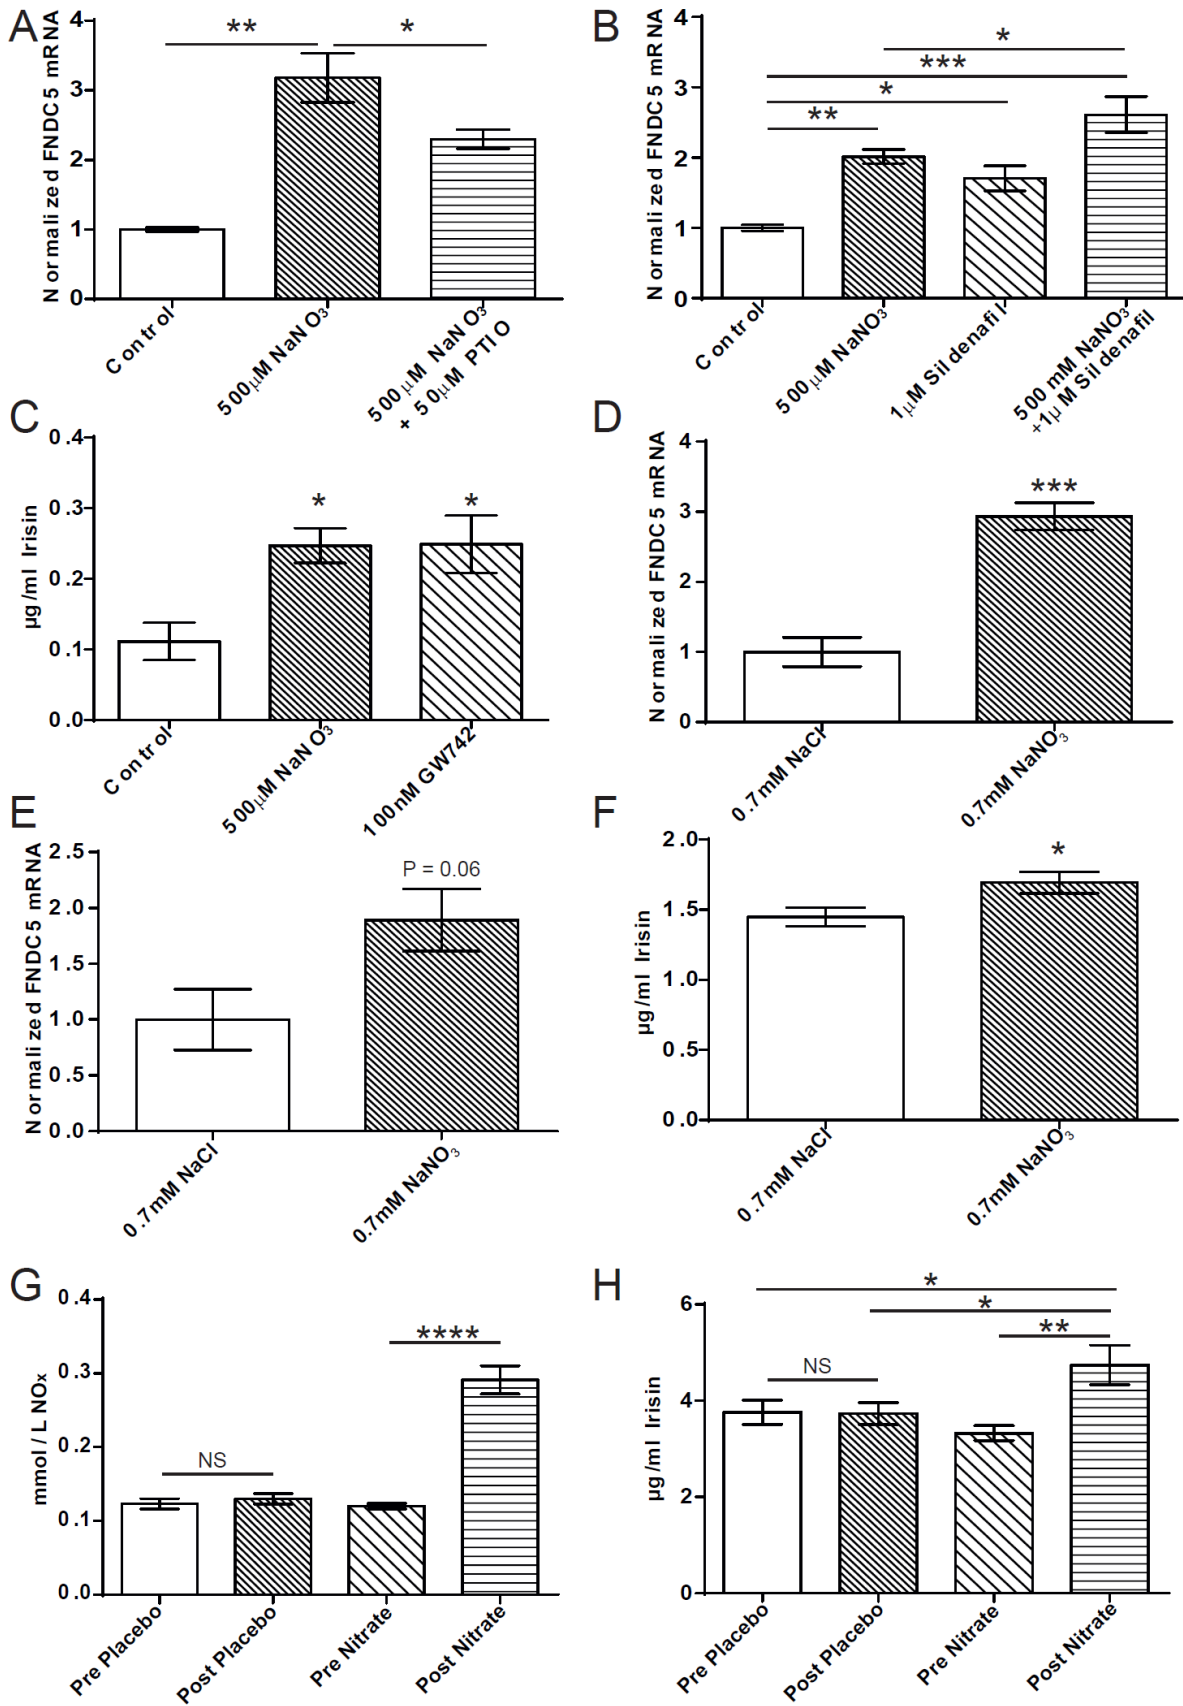 A
Normalized FNDC5 mRNA
4
3
2
1
0
**
*
Control
500µM NaNO3
500µM NaNO3
+ 50µM PTIO
B
Normalized FNDC5 mRNA
4
3
2
1
0
*
***
*
**
Control
500µM NaNO3
1µM Sildenafil
500 mM NaNO3
+1µM Sildenafil
C
µg/ml Irisin
0.4
0.3
0.2
0.1
0.0
*
*
Control
500µM NaNO3
100nM GW742
D
Normalized FNDC5 mRNA
4
3
2
1
0
***
0.7mM NaCl
0.7mM NaNO3
E
Normalized FNDC5 mRNA
2.5
2.0
1.5
1.0
0.5
0.0
P = 0.06
0.7mM NaCl
0.7mM NaNO3
F
µg/ml Irisin
2.0
1.5
1.0
0.5
0.0
*
0.7mM NaCl
0.7mM NaNO3
G
mmol / L NOx
0.4
0.3
0.2
0.1
0.0
NS
****
Pre Placebo
Post Placebo
Pre Nitrate
Post Nitrate
H
µg/ml Irisin
6
4
2
0
*
*
**
NS
Pre Placebo
Post Placebo
Pre Nitrate
Post Nitrate